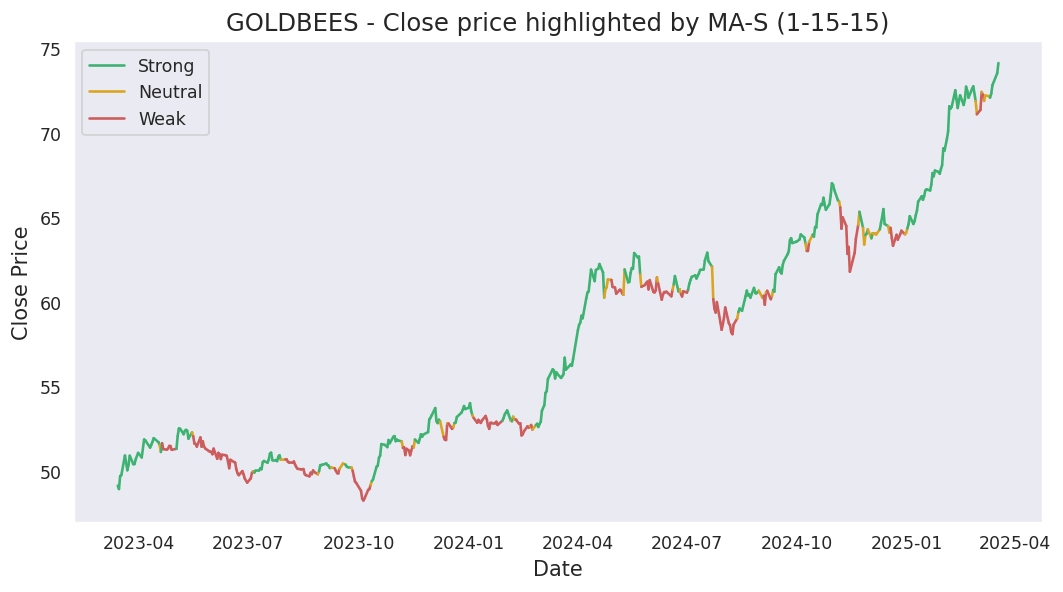 GOLDBEES - Close price highlighted by MA-S (1-15-15)
Strong
Neutral
Weak
75
70
65
60
55
50
Close Price
2023-04 2023-07 2023-10 2024-01 2024-04 2024-07 2024-10 2025-01 2025-04
Date